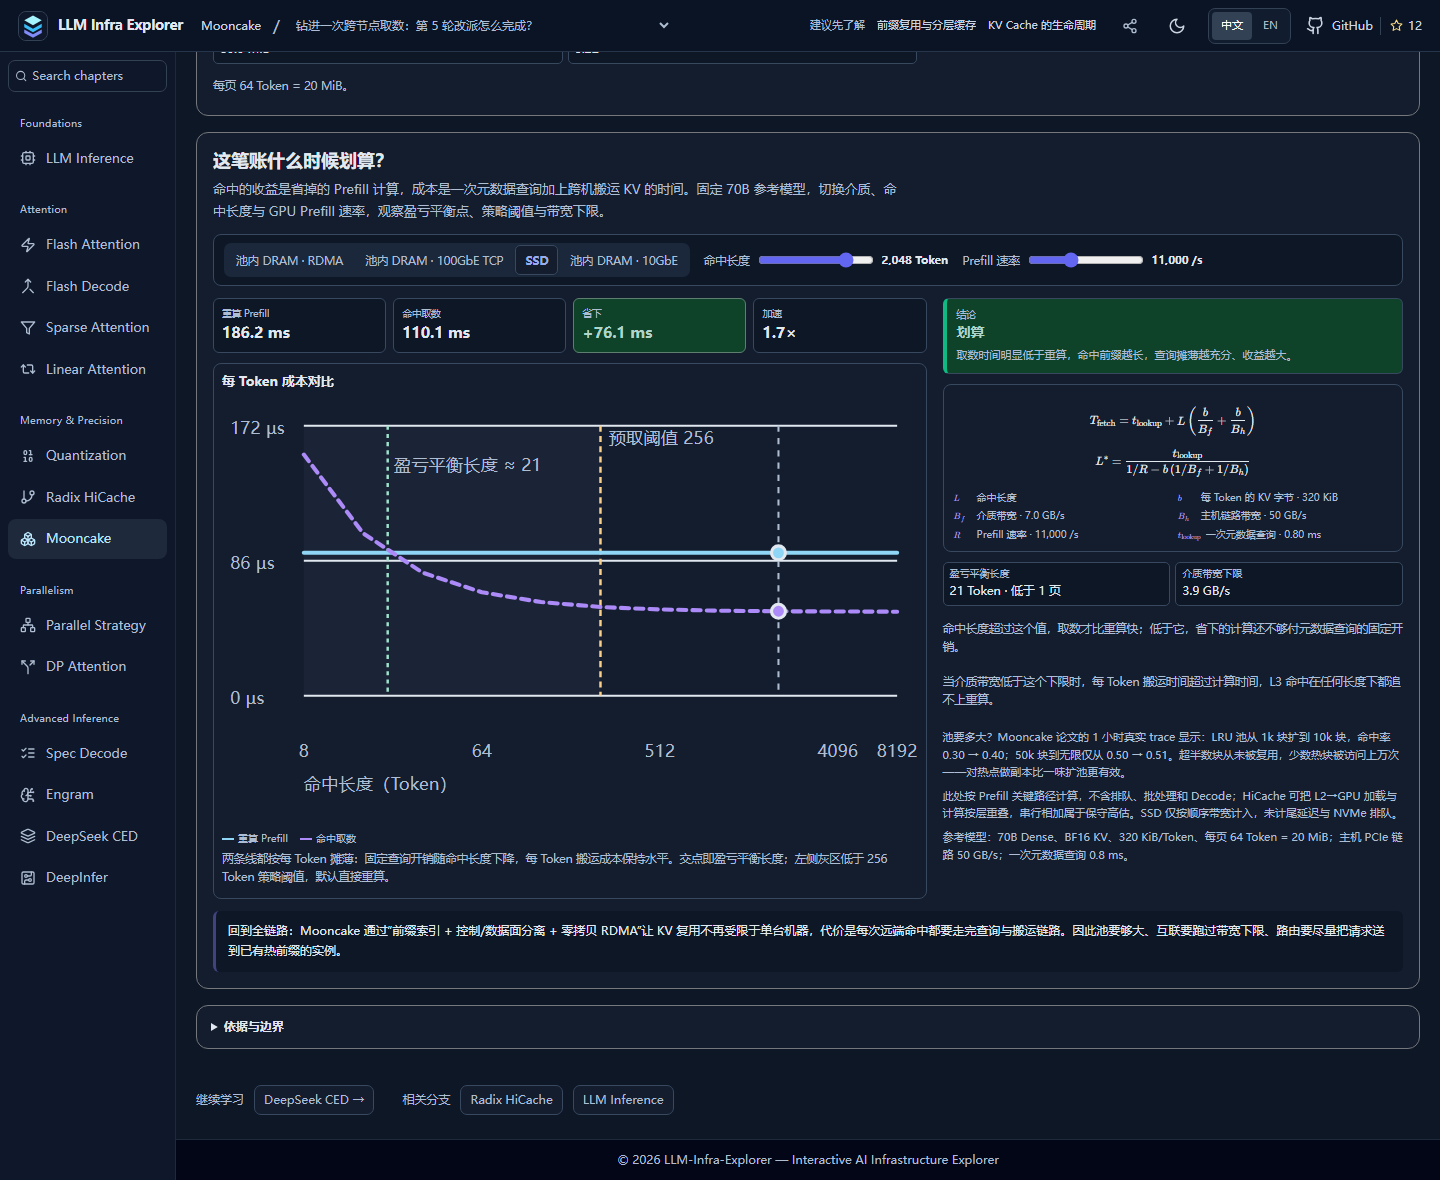 LLM Infra Explorer
Mooncake / 钻进一次跨节点取数：第 5 轮改派怎么完成？
建议先了解 前缀复用与分层缓存 KV Cache 的生命周期
中文 EN
GitHub 12
Search chapters
Foundations
LLM Inference
Attention
Flash Attention
Flash Decode
Sparse Attention
Linear Attention
Memory & Precision
Quantization
Radix HiCache
Mooncake
Parallelism
Parallel Strategy
DP Attention
Advanced Inference
Spec Decode
Engram
DeepSeek CED
DeepInfer
每页 64 Token = 20 MiB。
这笔账什么时候划算？
命中的收益是省掉的 Prefill 计算，成本是一次元数据查询加上跨机搬运 KV 的时间。固定 70B 参考模型，切换介质、命
中长度与 GPU Prefill 速率，观察盈亏平衡点、策略阈值与带宽下限。
池内 DRAM · RDMA 池内 DRAM · 100GbE TCP SSD 池内 DRAM · 10GbE 命中长度 2,048 Token Prefill 速率 11,000 /s
重算 Prefill
186.2 ms
命中取数
110.1 ms
省下
+76.1 ms
加速
1.7×
每 Token 成本对比
172 μs
86 μs
0 μs
盈亏平衡长度 ≈ 21
预取阈值 256
8 64 512 4096 8192
命中长度（Token）
重算 Prefill 命中取数
两条线都按每 Token 摊薄：固定查询开销随命中长度下降，每 Token 搬运成本保持水平。交点即盈亏平衡长度；左侧灰区低于 256
Token 策略阈值，默认直接重算。
结论
划算
取数时间明显低于重算，命中前缀越长，查询摊薄越充分、收益越大。
T_fetch = t_lookup + L (b/B_f + b/B_h)
L* = t_lookup / (1/R − b (1/B_f + 1/B_h))
L 命中长度 b 每 Token 的 KV 字节 · 320 KiB
B_f 介质带宽 · 7.0 GB/s B_h 主机链路带宽 · 50 GB/s
R Prefill 速率 · 11,000 /s t_lookup 一次元数据查询 · 0.80 ms
盈亏平衡长度
21 Token · 低于 1 页
介质带宽下限
3.9 GB/s
命中长度超过这个值，取数才比重算快；低于它，省下的计算还不够付元数据查询的固定开
销。
当介质带宽低于这个下限时，每 Token 搬运时间超过计算时间，L3 命中在任何长度下都追
不上重算。
池要多大？Mooncake 论文的 1 小时真实 trace 显示：LRU 池从 1k 块扩到 10k 块，命中率
0.30 → 0.40；50k 块到无限仅从 0.50 → 0.51。超半数块从未被复用，少数热块被访问上万次
——对热点做副本比一味扩池更有效。
此处按 Prefill 关键路径计算，不含排队、批处理和 Decode；HiCache 可把 L2→GPU 加载与
计算按层重叠，串行相加属于保守高估。SSD 仅按顺序带宽计入，未计尾延迟与 NVMe 排队。
参考模型：70B Dense、BF16 KV、320 KiB/Token、每页 64 Token = 20 MiB；主机 PCIe 链
路 50 GB/s；一次元数据查询 0.8 ms。
回到全链路：Mooncake 通过“前缀索引 + 控制/数据面分离 + 零拷贝 RDMA”让 KV 复用不再受限于单台机器，代价是每次远端命中都要走完查询与搬运链路。因此池要够大、互联要跑过带宽下限、路由要尽量把请求送
到已有热前缀的实例。
依据与边界
继续学习 DeepSeek CED → 相关分支 Radix HiCache LLM Inference
© 2026 LLM-Infra-Explorer — Interactive AI Infrastructure Explorer